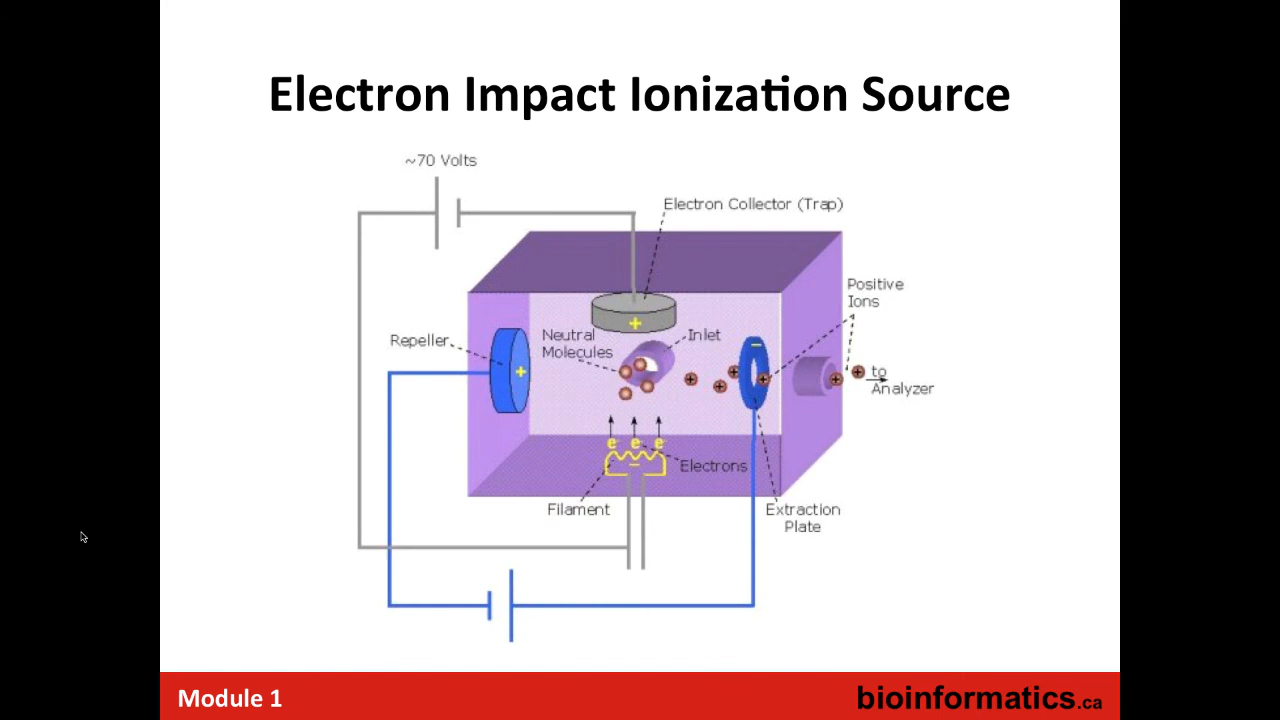 Electron Impact Ionization Source
~70 Volts
Electron Collector (Trap)
Positive
Ions
Repeller
Neutral
Molecules
Inlet
+
+
−
to
Analyzer
e
e
e
−
Electrons
Filament
Extraction
Plate
Module 1
bioinformatics.ca